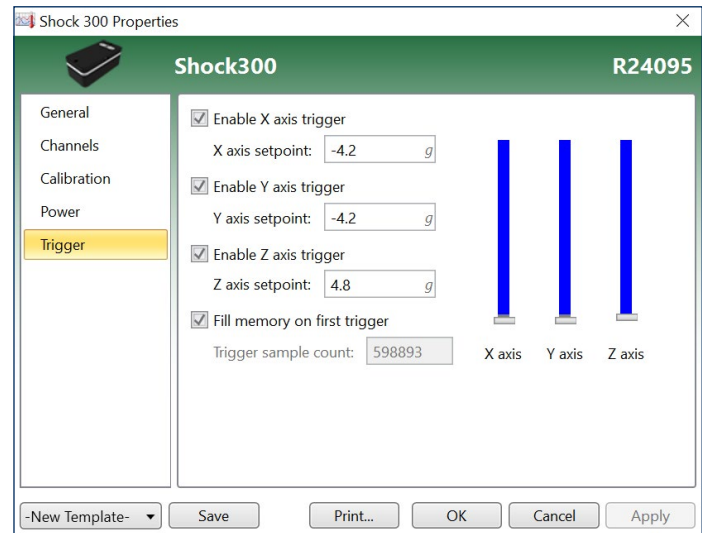 Shock 300 Properties
Shock300 R24095
General
Channels
Calibration
Power
Trigger
Enable X axis trigger
X axis setpoint: -4.2 g
Enable Y axis trigger
Y axis setpoint: -4.2 g
Enable Z axis trigger
Z axis setpoint: 4.8 g
Fill memory on first trigger
Trigger sample count: 598893
X axis Y axis Z axis
-New Template- Save Print... OK Cancel Apply